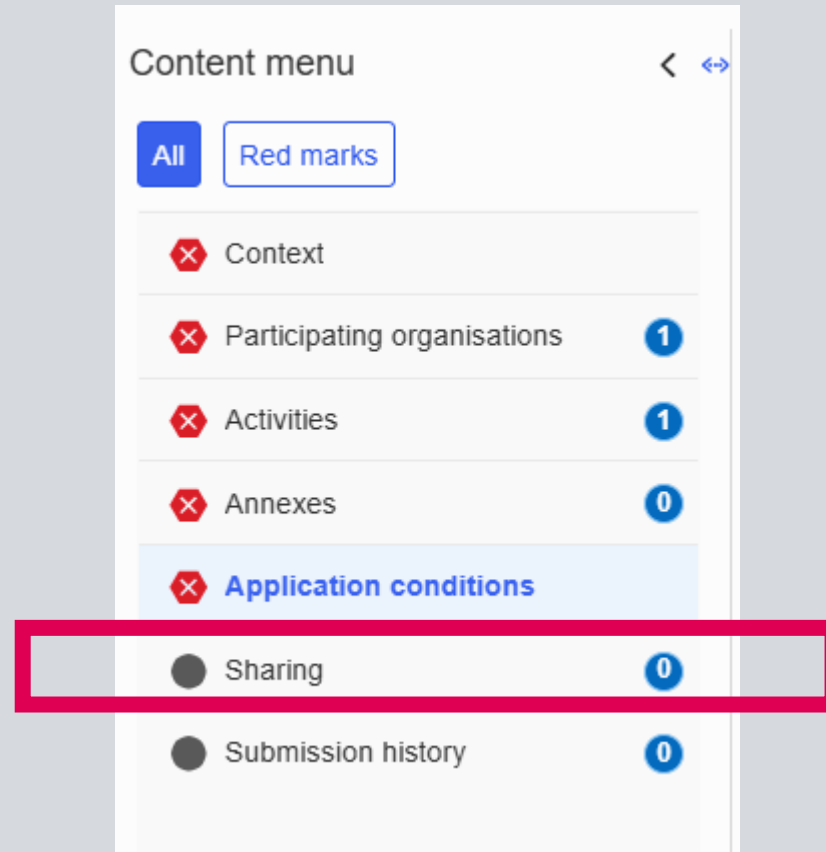 Content menu
All Red marks
Context
Participating organisations 1
Activities 1
Annexes 0
Application conditions
Sharing 0
Submission history 0